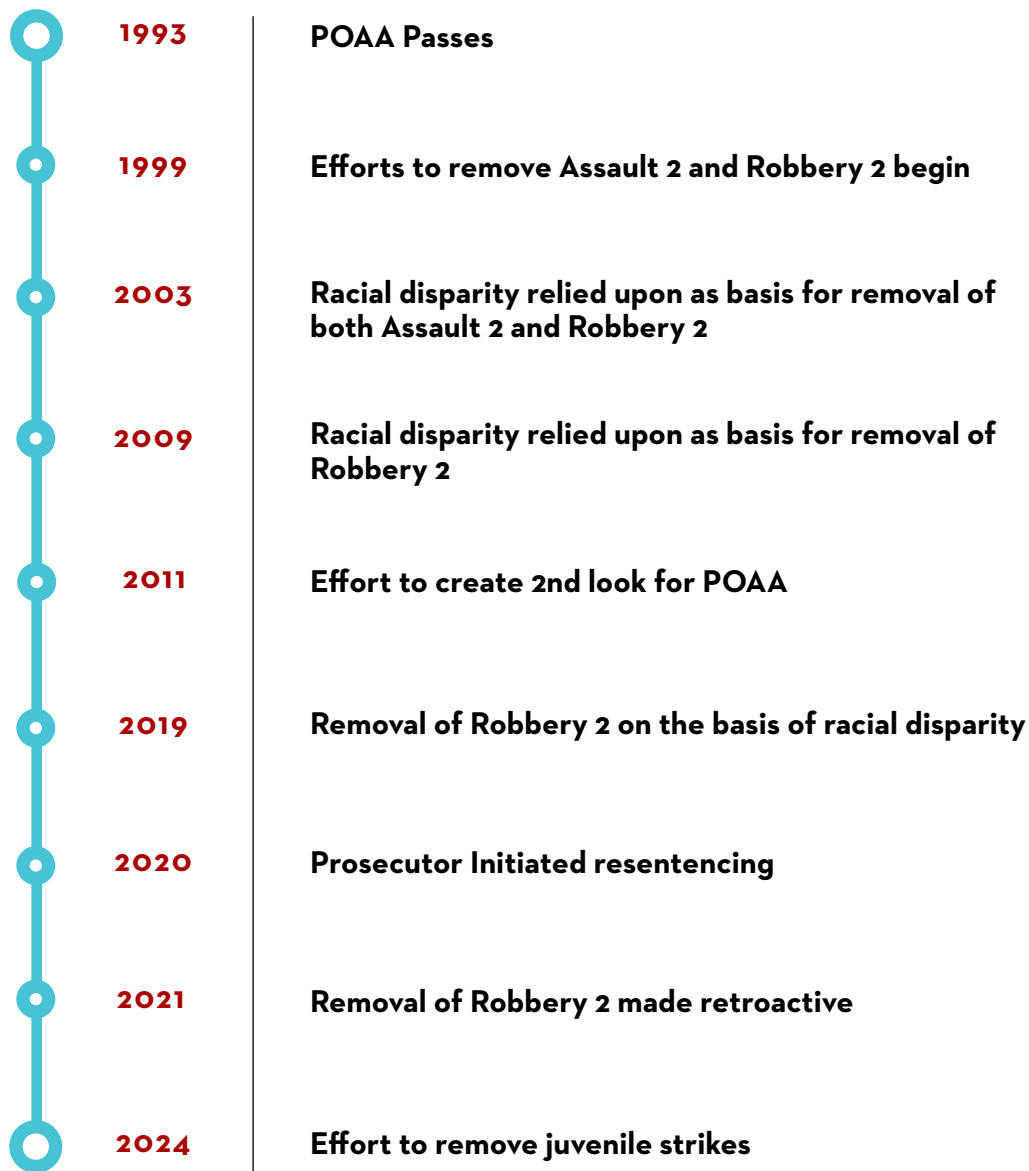 1993 POAA Passes
1999 Efforts to remove Assault 2 and Robbery 2 begin
2003 Racial disparity relied upon as basis for removal of
both Assault 2 and Robbery 2
2009 Racial disparity relied upon as basis for removal of
Robbery 2
2011 Effort to create 2nd look for POAA
2019 Removal of Robbery 2 on the basis of racial disparity
2020 Prosecutor Initiated resentencing
2021 Removal of Robbery 2 made retroactive
2024 Effort to remove juvenile strikes